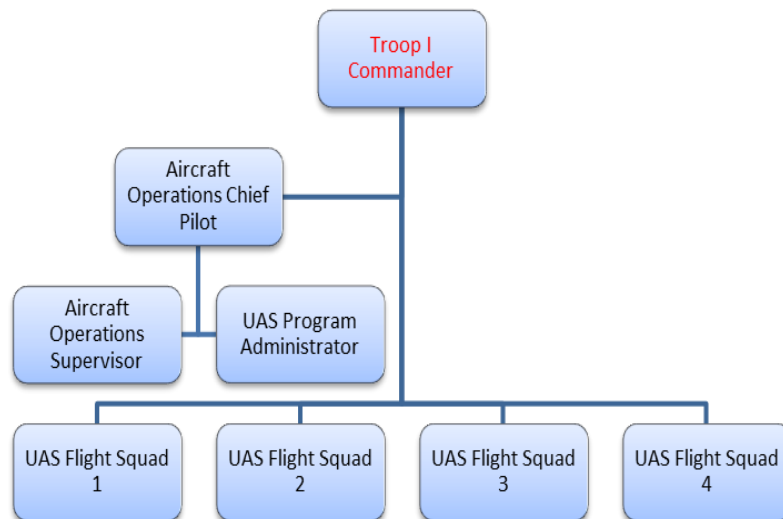 Troop I
Commander
Aircraft
Operations Chief
Pilot
Aircraft
Operations
Supervisor
UAS Program
Administrator
UAS Flight Squad
1
UAS Flight Squad
2
UAS Flight Squad
3
UAS Flight Squad
4